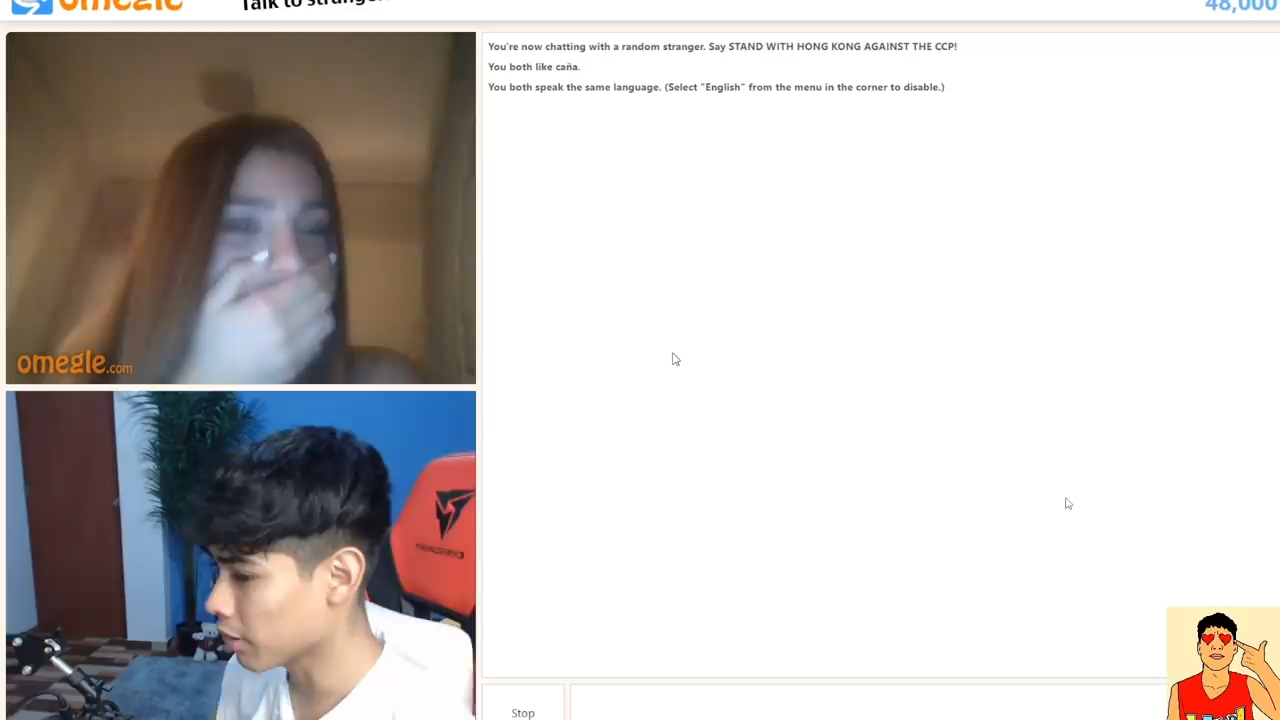 omegle
Talk to strangers
48,000
You're now chatting with a random stranger. Say STAND WITH HONG KONG AGAINST THE CCP!
You both like caña.
You both speak the same language. (Select "English" from the menu in the corner to disable.)
omegle.com
Stop